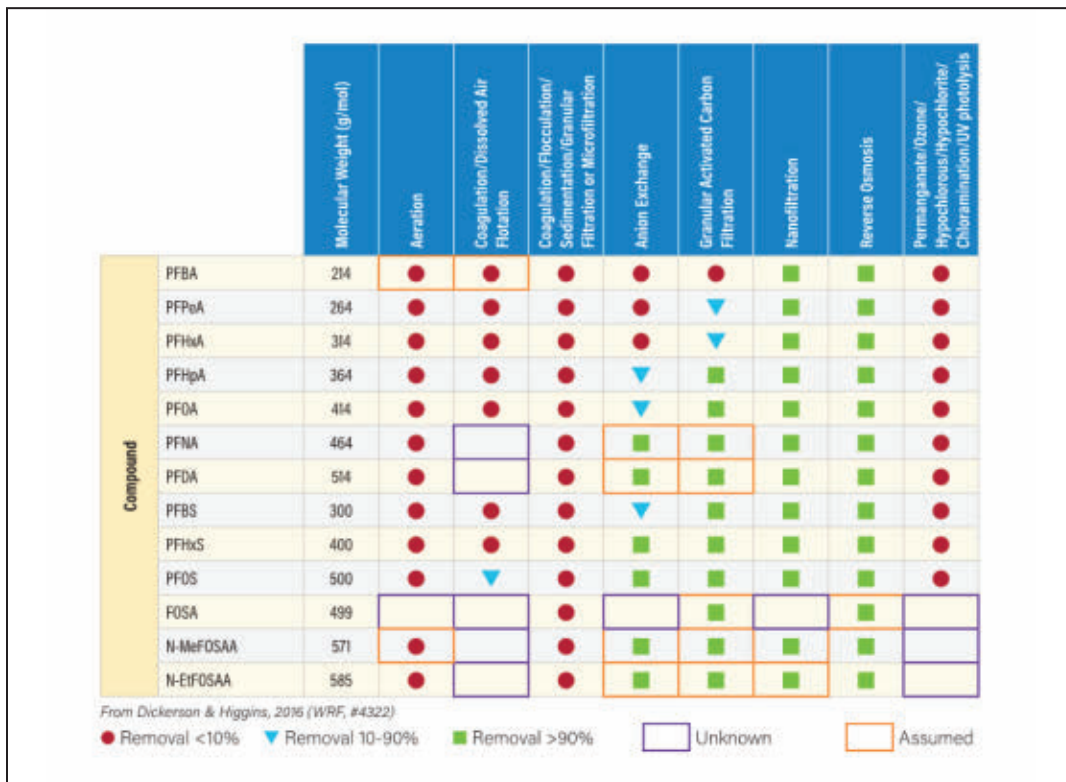 Molecular Weight (g/mol)
Aeration
Coagulation/Dissolved Air
Flotation
Coagulation/Flocculation/
Sedimentation/Granular
Filtration or Microfiltration
Anion Exchange
Granular Activated Carbon
Filtration
Nanofiltration
Reverse Osmosis
Permanganate/Ozone/
Hypochlorous/Hypochlorite/
Chloramination/UV photolysis
Compound
PFBA 214
PFPeA 264
PFHxA 314
PFHpA 364
PFOA 414
PFNA 464
PFDA 514
PFBS 300
PFHxS 400
PFOS 500
FOSA 499
N-MeFOSAA 571
N-EtFOSAA 585
From Dickerson & Higgins, 2016 (WRF, #4322)
Removal <10% Removal 10-90% Removal >90% Unknown Assumed